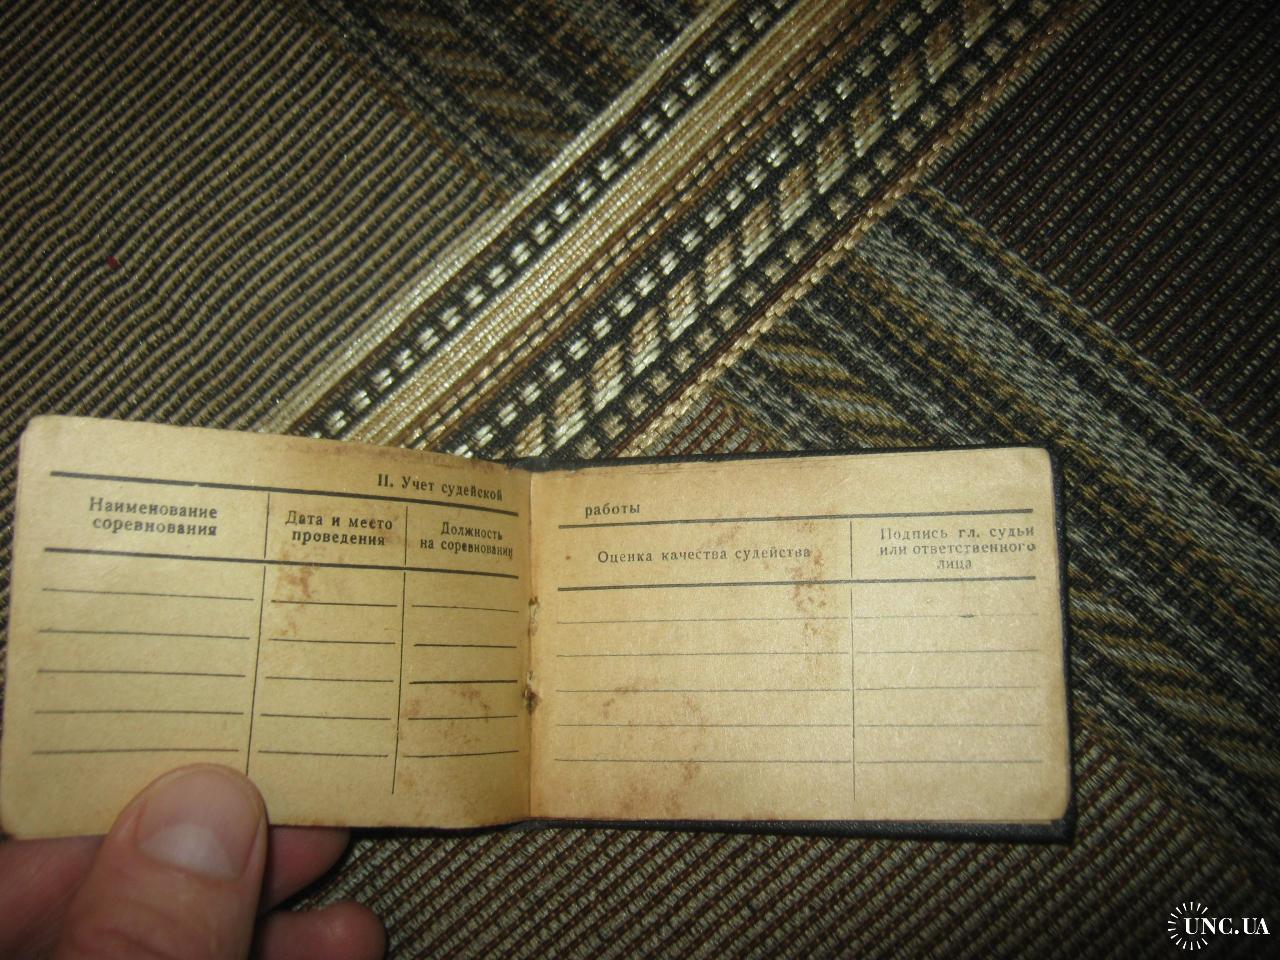 II. Учет судейской
Наименование
соревнования
Дата и место
проведения
Должность
на соревновании
работы
Оценка качества судейства
Подпись гл. судьи
или ответственного
лица
UNC.UA